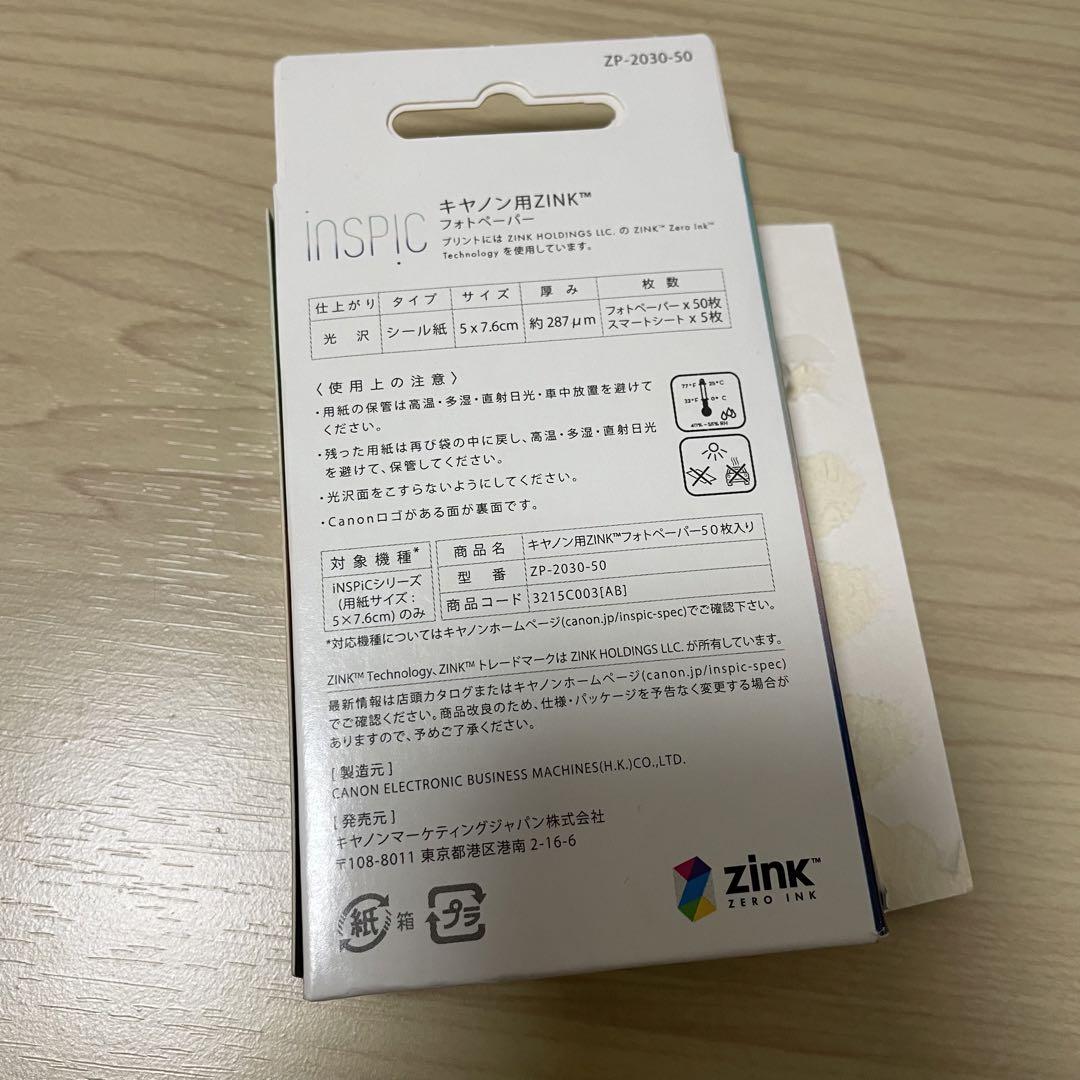 ZP-2030-50
iNSPiC
キヤノン用ZINK™
フォトペーパー
プリントには ZINK HOLDINGS LLC. の ZINK™ Zero Ink™
Technology を使用しています。
仕上がり タイプ サイズ 厚み 枚数
光沢 シール紙 5x7.6cm 約287μm フォトペーパー x 50枚
スマートシート x 5枚
〈使用上の注意〉
・用紙の保管は高温・多湿・直射日光・車中放置を避けて
ください。
・残った用紙は再び袋の中に戻し、高温・多湿・直射日光
を避けて、保管してください。
・光沢面をこすらないようにしてください。
・Canonロゴがある面が裏面です。
77°F 25°C
32°F 0°C
対象機種*
iNSPiCシリーズ
(用紙サイズ:
5×7.6cm) のみ
商品名 キヤノン用ZINK™フォトペーパー50枚入り
型番 ZP-2030-50
商品コード 3215C003[AB]
*対応機種についてはキヤノンホームページ(canon.jp/inspic-spec)でご確認下さい。
ZINK™ Technology、ZINK™ トレードマークは ZINK HOLDINGS LLC. が所有しています。
最新情報は店頭カタログまたはキヤノンホームページ(canon.jp/inspic-spec)
でご確認ください。商品改良のため、仕様・パッケージを予告なく変更する場合が
ありますので、予めご了承ください。
[製造元]
CANON ELECTRONIC BUSINESS MACHINES(H.K.)CO.,LTD.
[発売元]
キヤノンマーケティングジャパン株式会社
〒108-8011 東京都港区港南 2-16-6
紙 箱 プラ
zink™
ZERO INK